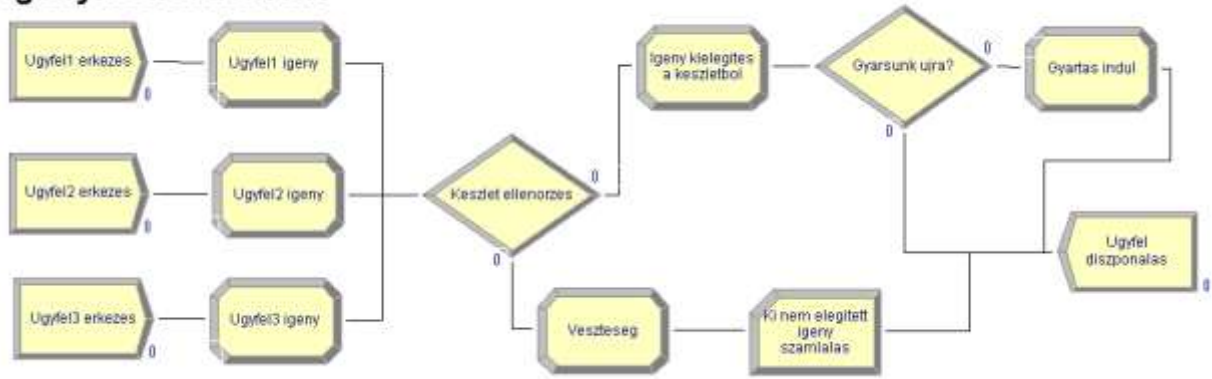 Ugyfel1 erkezes
0
Ugyfel1 igeny
Igeny kielegites
a keszletbol
Gyarsunk ujra?
0
0
Gyartas indul
Ugyfel2 erkezes
0
Ugyfel2 igeny
Keszlet ellenorzes
0
0
Ugyfel
diszponalas
0
Ugyfel3 erkezes
0
Ugyfel3 igeny
Veszteseg
Ki nem elegitett
igeny
szamlalas